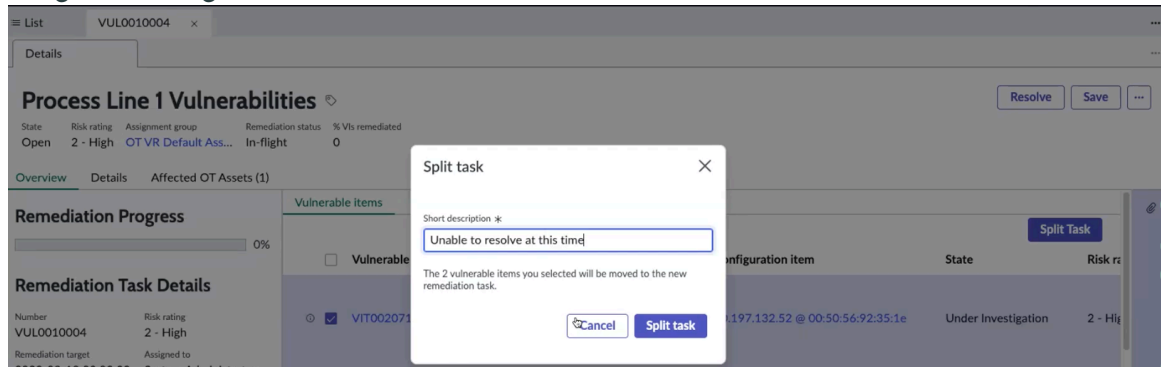 List VUL0010004 ×
Details
Process Line 1 Vulnerabilities
Resolve Save
State Risk rating Assignment group Remediation status % VIs remediated
Open 2 - High OT VR Default Ass... In-flight 0
Overview Details Affected OT Assets (1)
Split task
Short description *
Unable to resolve at this time
The 2 vulnerable items you selected will be moved to the new
remediation task.
Cancel Split task
Remediation Progress
0%
Vulnerable items
Split Task
Vulnerable
State Risk ra
Remediation Task Details
Number Risk rating
VUL0010004 2 - High
VIT002071
.197.132.52 @ 00:50:56:92:35:1e Under Investigation 2 - Hig
Remediation target Assigned to